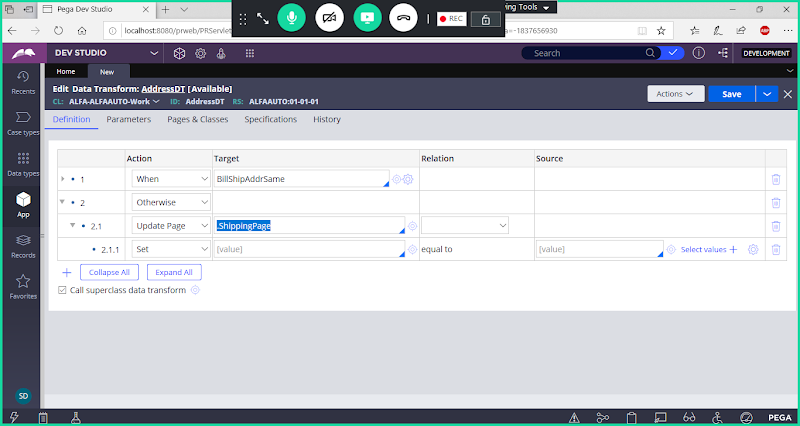 Pega Dev Studio
localhost:8080/prweb/PRServlet
REC
ving Tools
a=-1837656930
ABP
DEV STUDIO
Search
DEVELOPMENT
Home
New
Recents
Edit Data Transform: AddressDT [Available]
CL: ALFA-ALFAAUTO-Work ID: AddressDT RS: ALFAAUTO:01-01-01
Actions
Save
Case types
Definition
Parameters
Pages & Classes
Specifications
History
Data types
Action
Target
Relation
Source
1
When
BillShipAddrSame
2
Otherwise
App
2.1
Update Page
.ShippingPage
2.1.1
Set
[value]
equal to
[value]
Select values
Records
Collapse All
Expand All
Call superclass data transform
Favorites
SD
PEGA